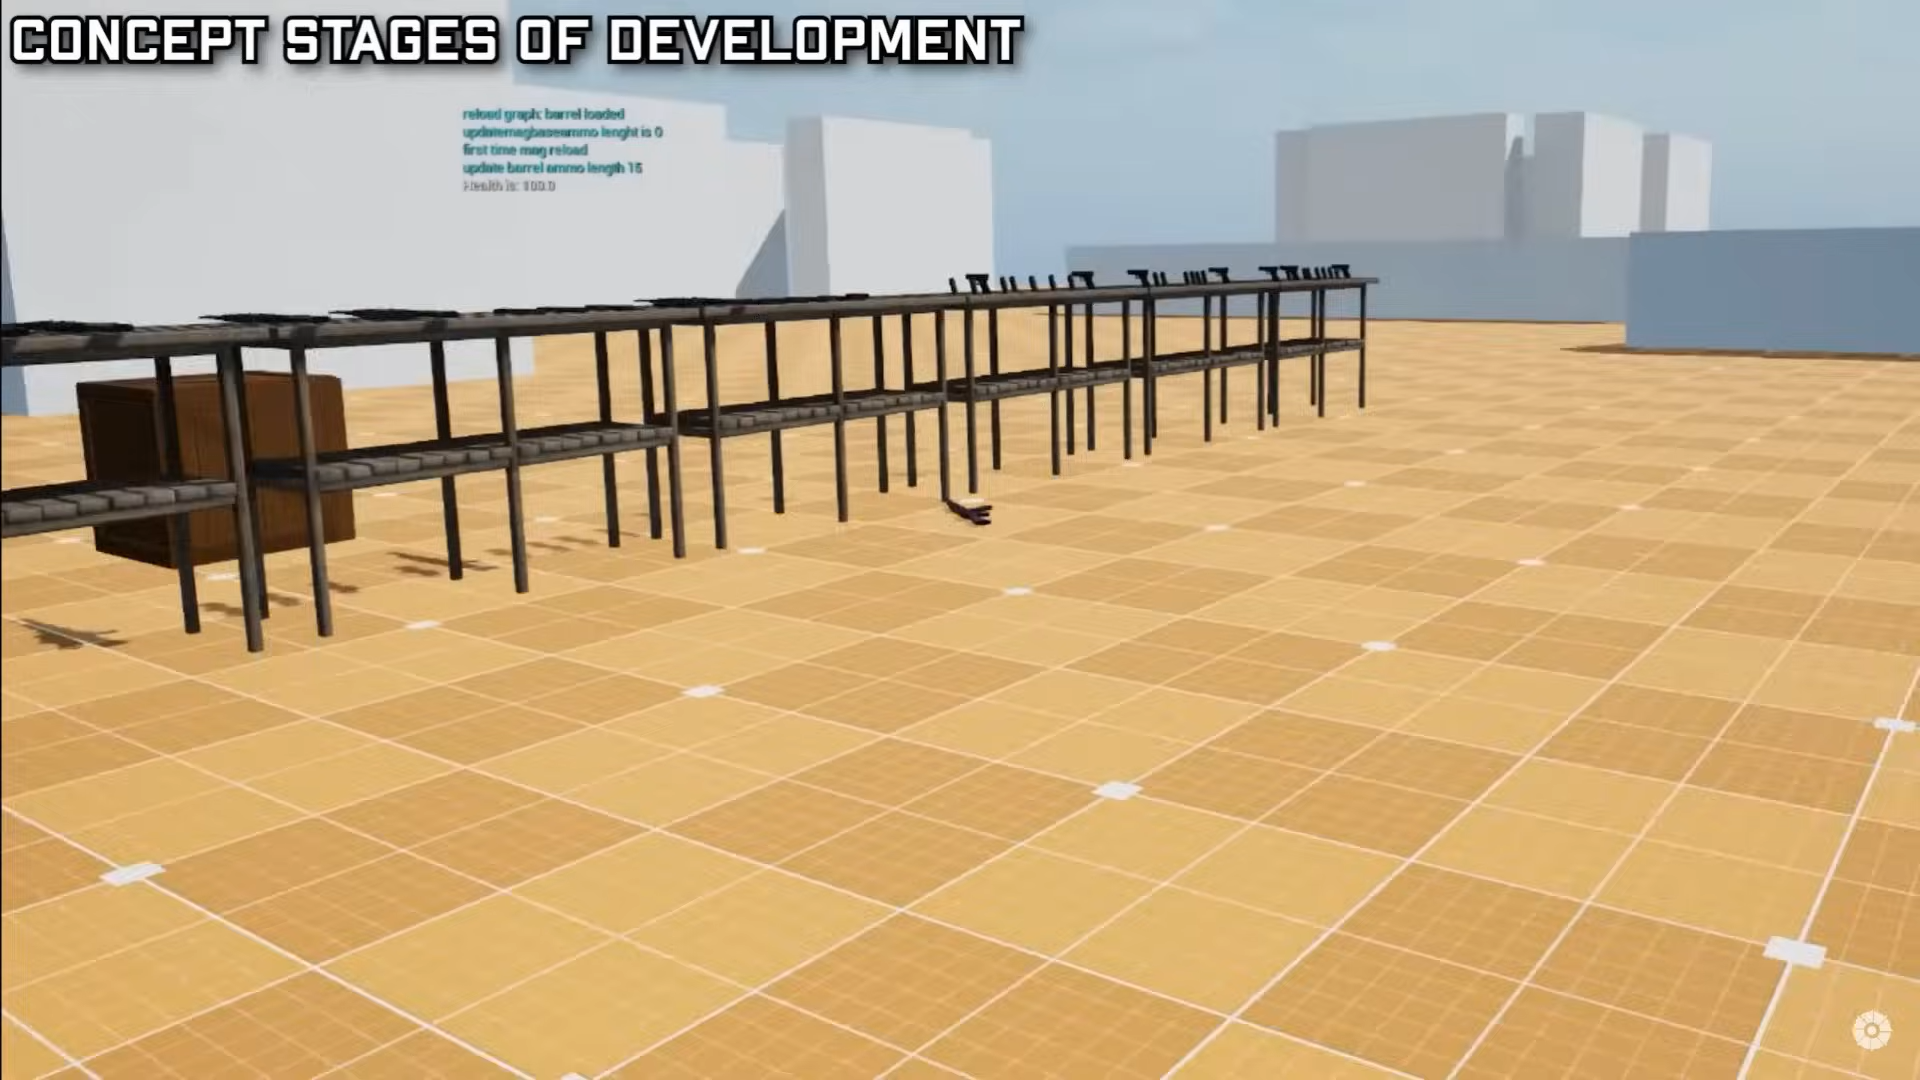 CONCEPT STAGES OF DEVELOPMENT
reload graph: barrel loaded
updatemagbaseammo lenght is 0
first time mag reload
update barrel ammo length 15
Health is: 100.0